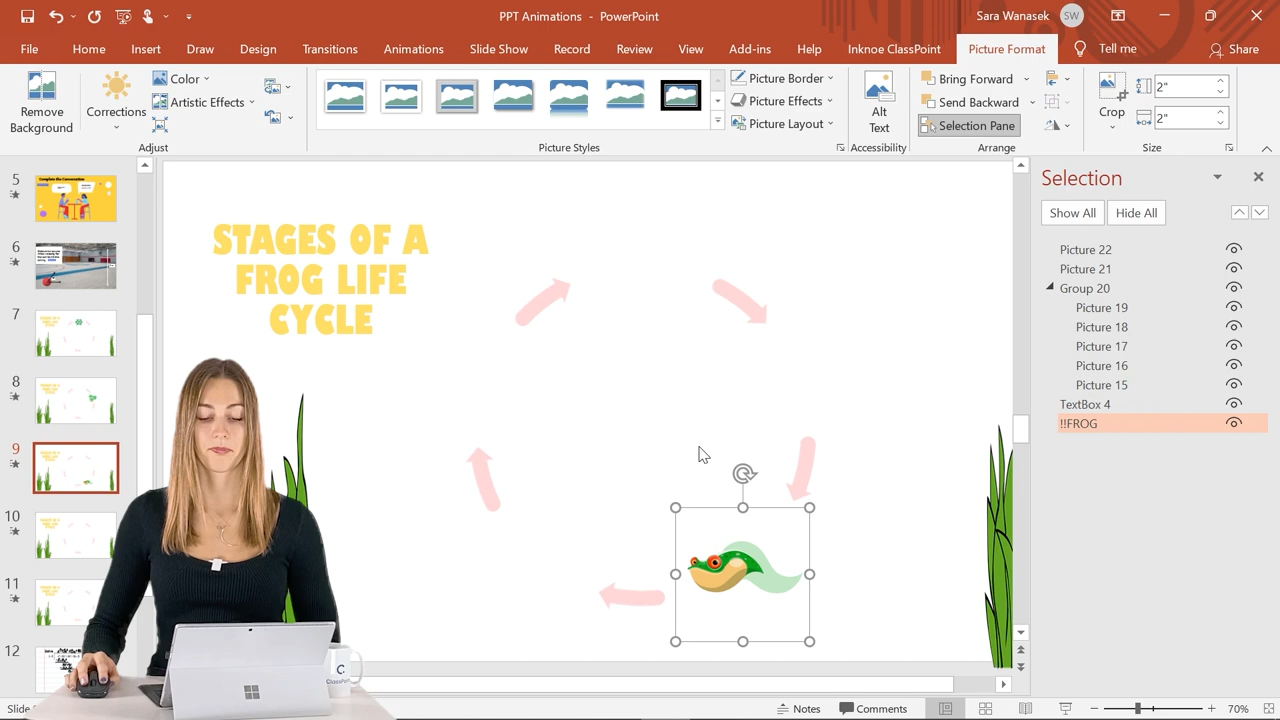 PPT Animations - PowerPoint
Sara Wanasek
SW
File
Home
Insert
Draw
Design
Transitions
Animations
Slide Show
Record
Review
View
Add-ins
Help
Inknoe ClassPoint
Picture Format
Tell me
Share
Remove
Background
Corrections
Color
Artistic Effects
Adjust
Picture Styles
Picture Border
Picture Effects
Picture Layout
Alt
Text
Accessibility
Bring Forward
Send Backward
Selection Pane
Arrange
Crop
2"
2"
Size
5
Complete the Conversation
6
7
8
9
10
11
12
STAGES OF A
FROG LIFE
CYCLE
ClassPoint
Selection
Show All
Hide All
Picture 22
Picture 21
Group 20
Picture 19
Picture 18
Picture 17
Picture 16
Picture 15
TextBox 4
!!FROG
Slide
Notes
Comments
70%